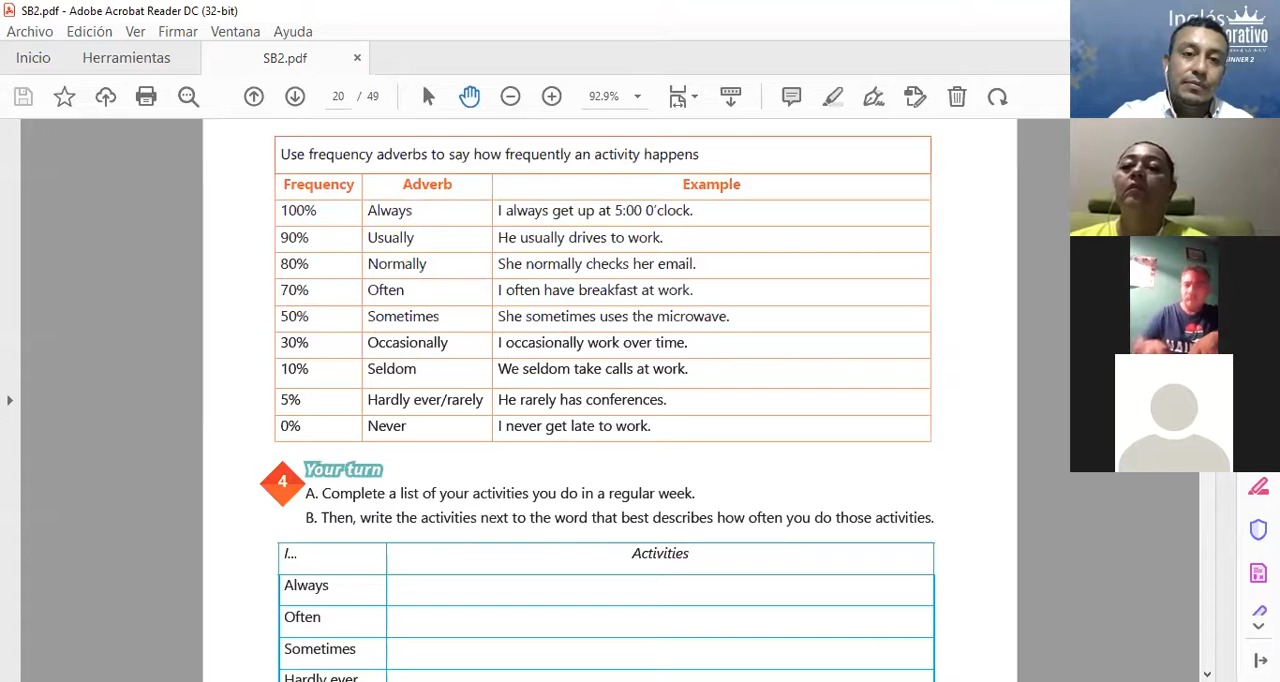 SB2.pdf - Adobe Acrobat Reader DC (32-bit)
Archivo Edición Ver Firmar Ventana Ayuda
Inicio Herramientas SB2.pdf ×
20 / 49 92.9%
Use frequency adverbs to say how frequently an activity happens
Frequency Adverb Example
100% Always I always get up at 5:00 0'clock.
90% Usually He usually drives to work.
80% Normally She normally checks her email.
70% Often I often have breakfast at work.
50% Sometimes She sometimes uses the microwave.
30% Occasionally I occasionally work over time.
10% Seldom We seldom take calls at work.
5% Hardly ever/rarely He rarely has conferences.
0% Never I never get late to work.
4 Your turn
A. Complete a list of your activities you do in a regular week.
B. Then, write the activities next to the word that best describes how often you do those activities.
I... Activities
Always
Often
Sometimes
Hardly ever
Inglés
orativo
INNER 2